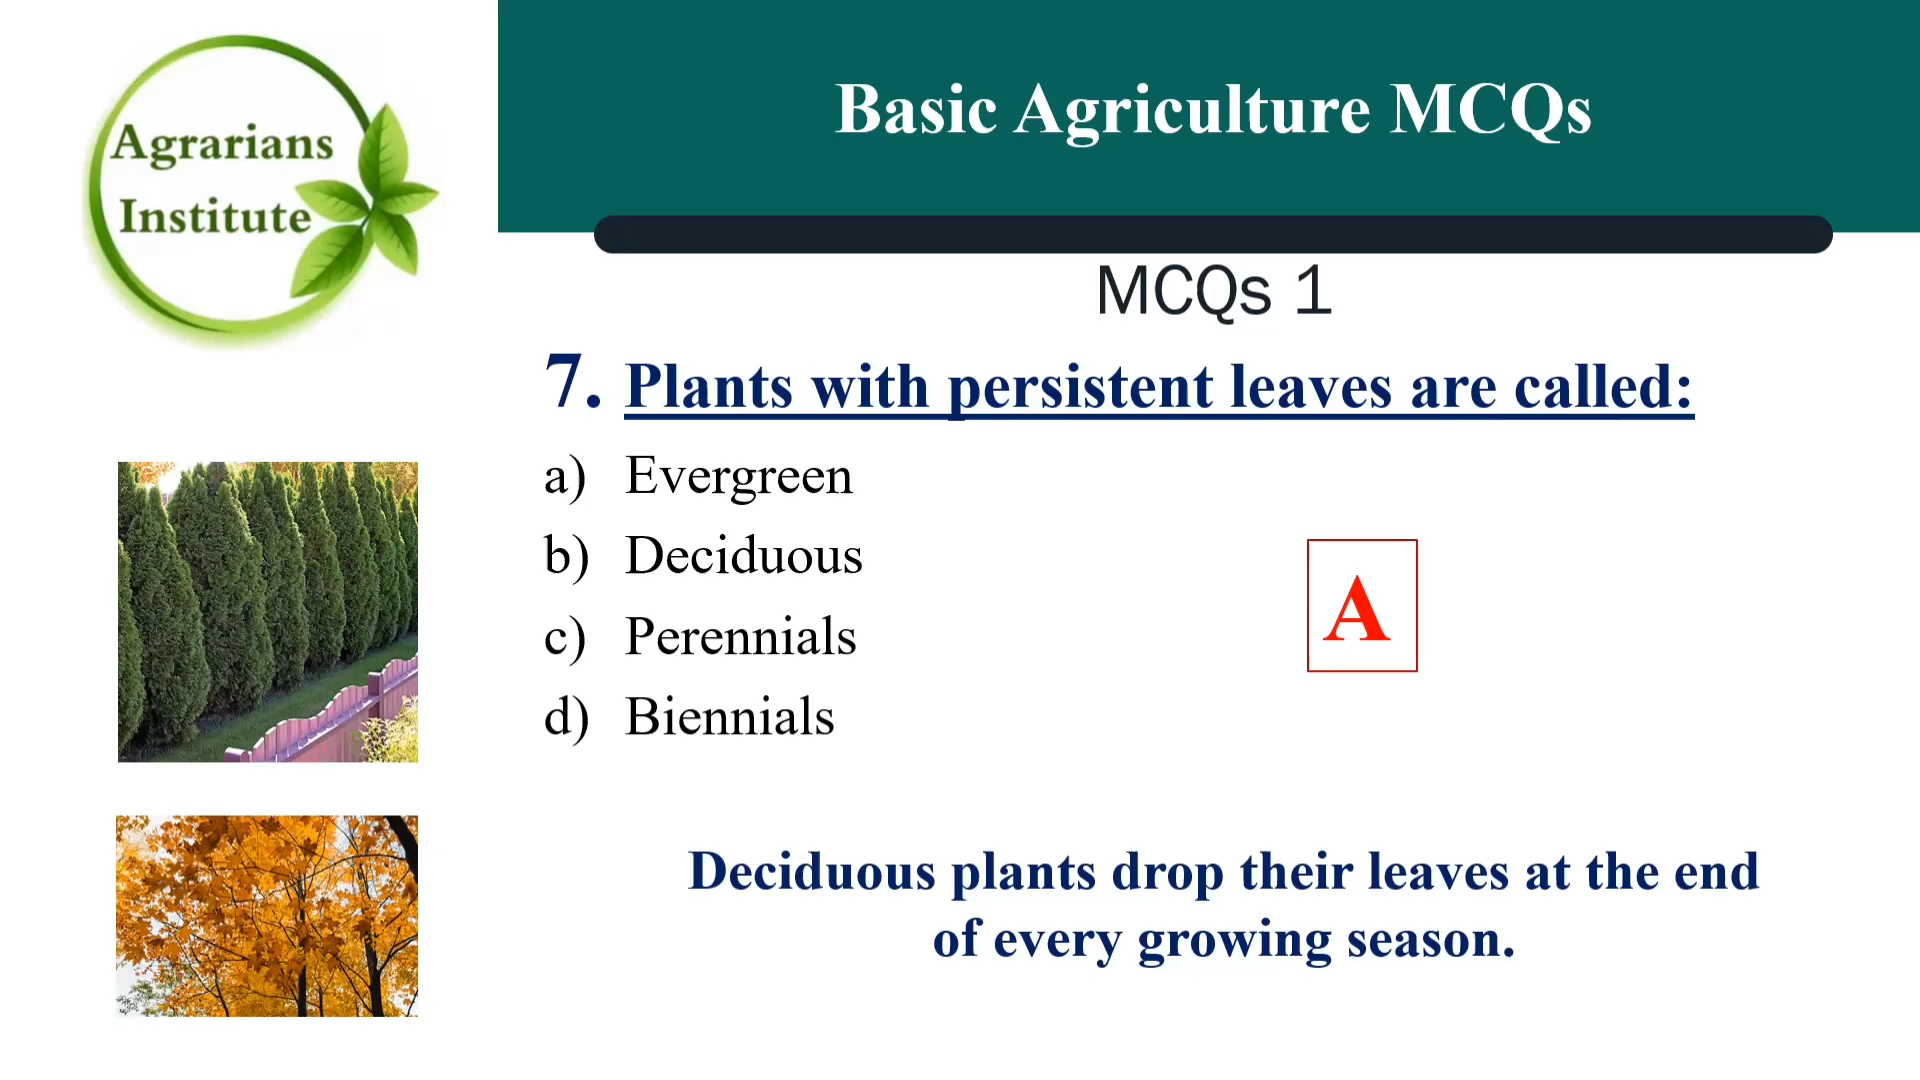 Agrarians
Institute
Basic Agriculture MCQs
MCQs 1
7. Plants with persistent leaves are called:
a) Evergreen
b) Deciduous
c) Perennials
d) Biennials
A
Deciduous plants drop their leaves at the end
of every growing season.